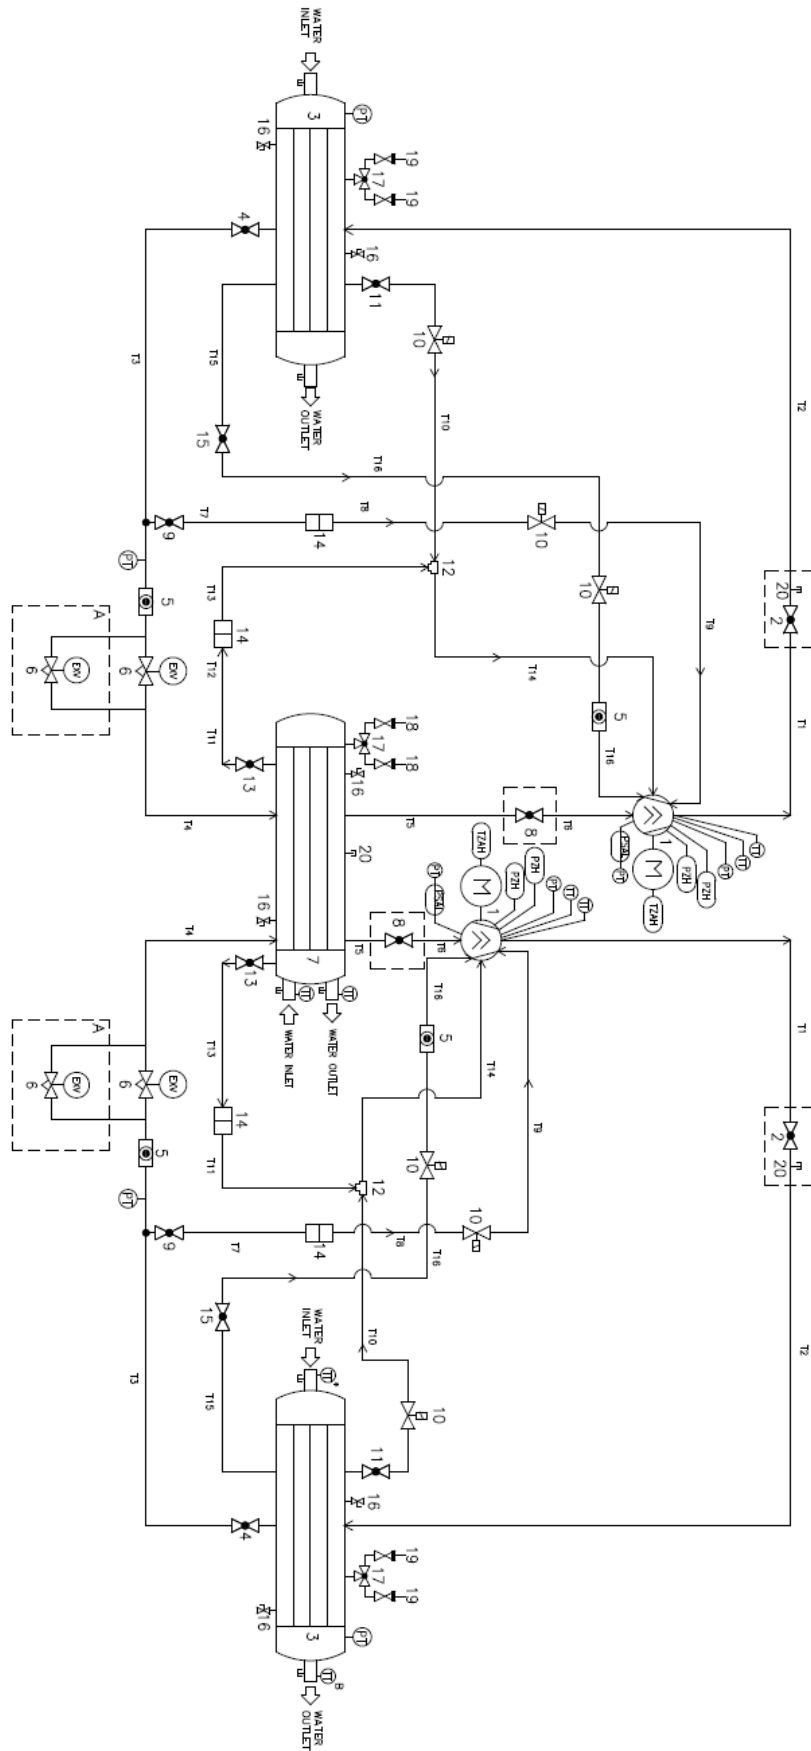 WATER
INLET
3
PT
16
19
17
19
4
16
11
10
T3
T15
T10
T2
WATER
OUTLET
15
T16
T7
T8
9
14
10
PT
12
10
20
2
5
T13
T9
A
14
T12
T14
T1
6
EXV
6
EXV
5
T16
T11
18
17
18
13
16
T4
T5
8
T6
1
PSAL
PT
M
TZAH
PZH
PZH
PT
TT
TT
20
TZAH
M
1
PT
PSAL
PZH
PZH
PT
TT
TT
16
T4
T5
8
T6
7
13
TT
TT
WATER INLET
WATER OUTLET
T16
A
T13
5
T14
T1
6
EXV
6
EXV
14
T9
5
T11
10
2
20
PT
12
9
T7
14
T8
10
T16
15
WATER
INLET
TT
*
T10
T3
T15
T2
10
11
16
4
19
17
19
16
3
PT
TT
B
WATER
OUTLET